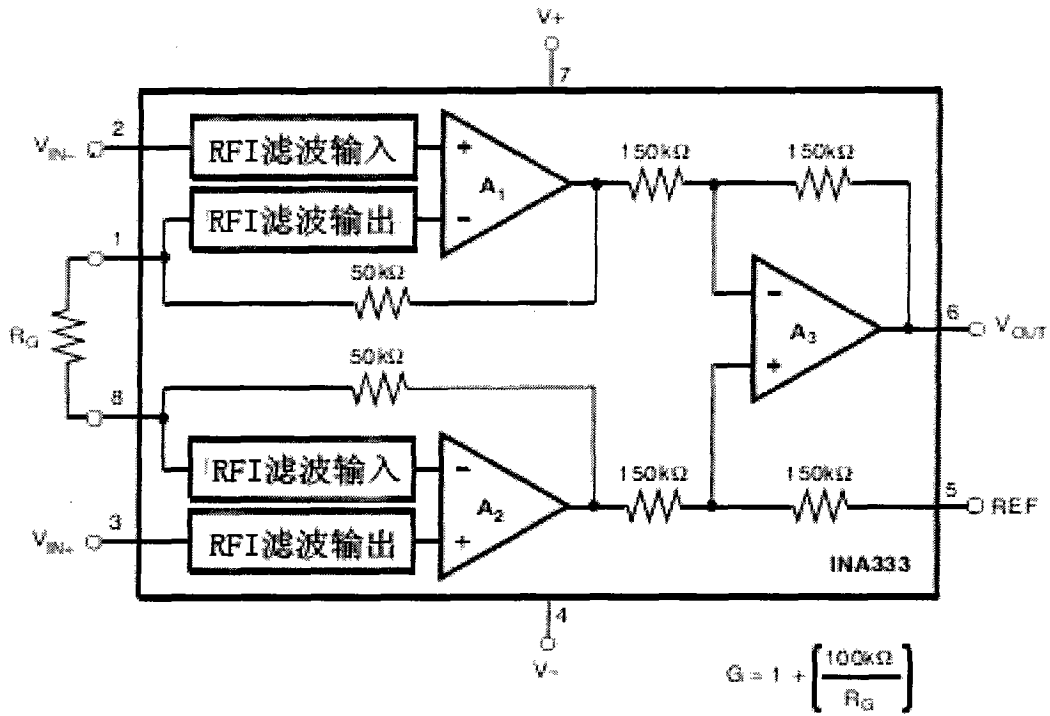 V+
7
2
V_IN−
RFI滤波输入
+
A₁
150kΩ
150kΩ
RFI滤波输出
−
1
50kΩ
R_G
−
A₃
+
6
V_OUT
50kΩ
8
RFI滤波输入
−
A₂
150kΩ
150kΩ
5
REF
3
V_IN+
RFI滤波输出
+
INA333
4
V−
G = 1 + (100kΩ / R_G)